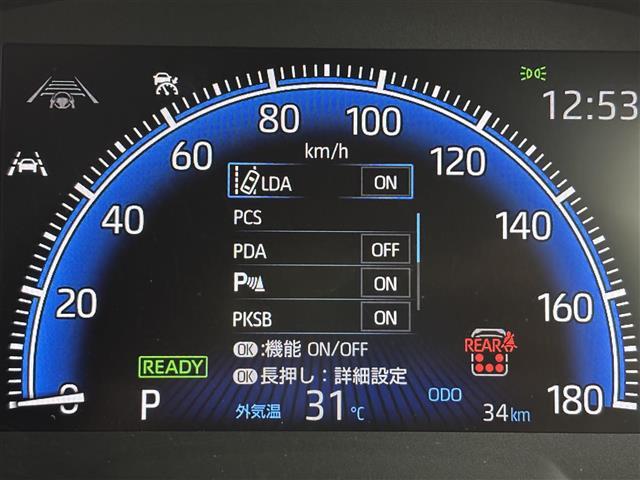 12:53
80
100
60
km/h
120
LDA ON
40
PCS
140
PDA OFF
P ON
20
160
PKSB ON
OK:機能 ON/OFF
REAR
READY
OK長押し:詳細設定
0
P
外気温 31℃
ODO
34km
180